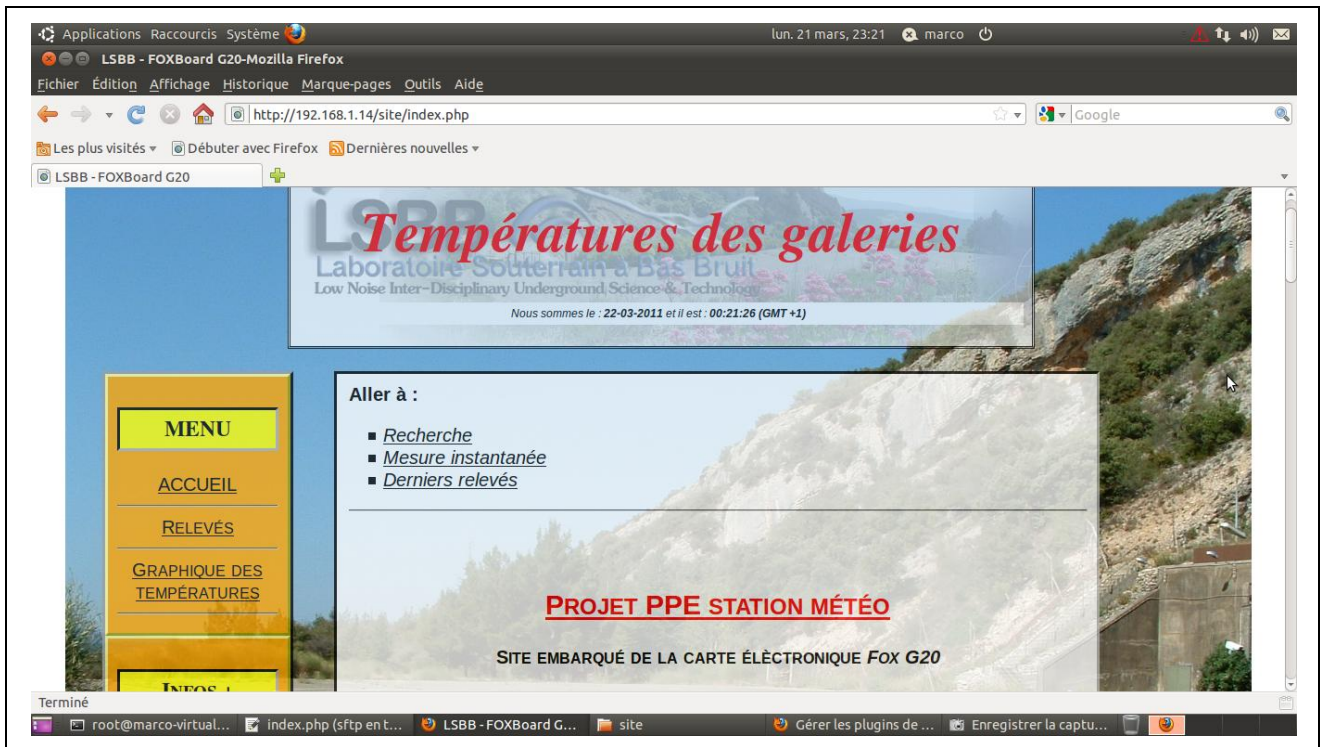 Applications Raccourcis Système lun. 21 mars, 23:21 marco
LSBB - FOXBoard G20-Mozilla Firefox
Fichier Édition Affichage Historique Marque-pages Outils Aide
http://192.168.1.14/site/index.php Google
Les plus visités Débuter avec Firefox Dernières nouvelles
LSBB - FOXBoard G20
LSBB
Températures des galeries
Laboratoire Souterrain à Bas Bruit
Low Noise Inter-Disciplinary Underground Science & Technology
Nous sommes le : 22-03-2011 et il est : 00:21:26 (GMT +1)
MENU
ACCUEIL
RELEVÉS
GRAPHIQUE DES
TEMPÉRATURES
INFOS +
Aller à :
Recherche
Mesure instantanée
Derniers relevés
PROJET PPE STATION MÉTÉO
SITE EMBARQUÉ DE LA CARTE ÉLÈCTRONIQUE FOX G20
Terminé
root@marco-virtual... index.php (sftp en t... LSBB - FOXBoard G... site Gérer les plugins de ... Enregistrer la captu...